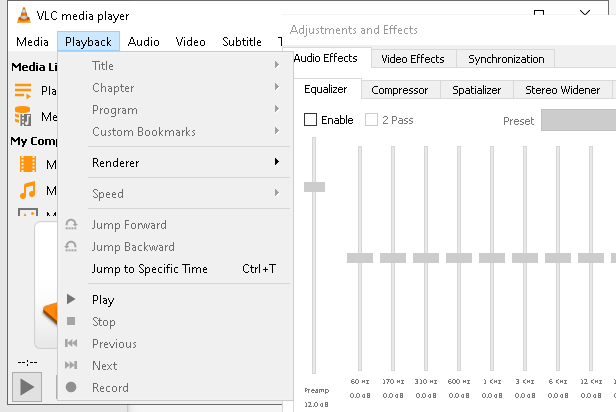 VLC media player
Media Playback Audio Video Subtitle T
Media Li
Pla
Me
My Comp
M
M
M
Title
Chapter
Program
Custom Bookmarks
Renderer
Speed
Jump Forward
Jump Backward
Jump to Specific Time Ctrl+T
Play
Stop
Previous
Next
Record
--:--
Adjustments and Effects
Audio Effects Video Effects Synchronization
Equalizer Compressor Spatializer Stereo Widener
Enable 2 Pass Preset
60 Hz 170 Hz 310 Hz 600 Hz 1 KHz 3 KHz 6 KHz 12 KHz
Preamp 0.0 dB 0.0 dB 0.0 dB 0.0 dB 0.0 dB 0.0 dB 0.0 dB 0.0 dB
12.0 dB